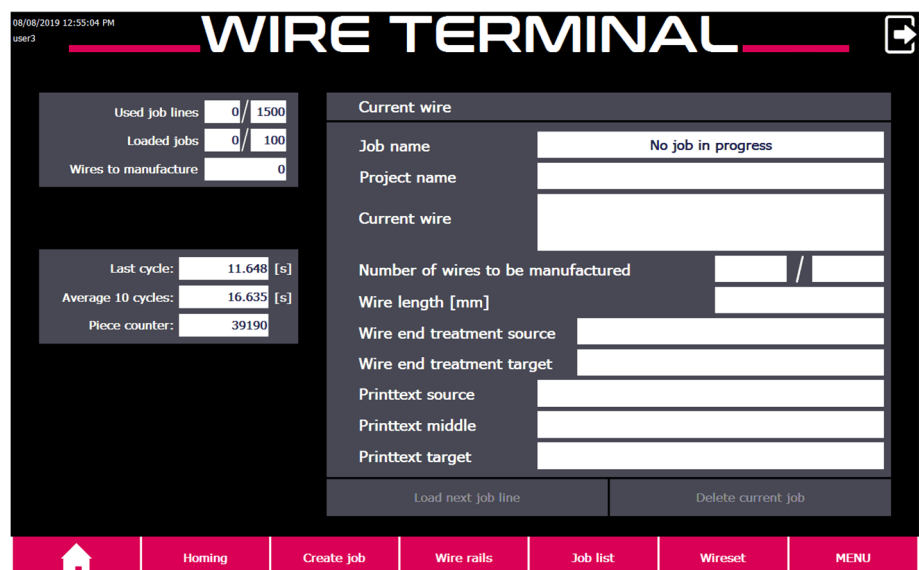 08/08/2019 12:55:04 PM
user3
WIRE TERMINAL
Used job lines 0 / 1500
Loaded jobs 0 / 100
Wires to manufacture 0
Last cycle: 11.648 [s]
Average 10 cycles: 16.635 [s]
Piece counter: 39190
Current wire
Job name No job in progress
Project name
Current wire
Number of wires to be manufactured /
Wire length [mm]
Wire end treatment source
Wire end treatment target
Printtext source
Printtext middle
Printtext target
Load next job line Delete current job
Homing Create job Wire rails Job list Wireset MENU